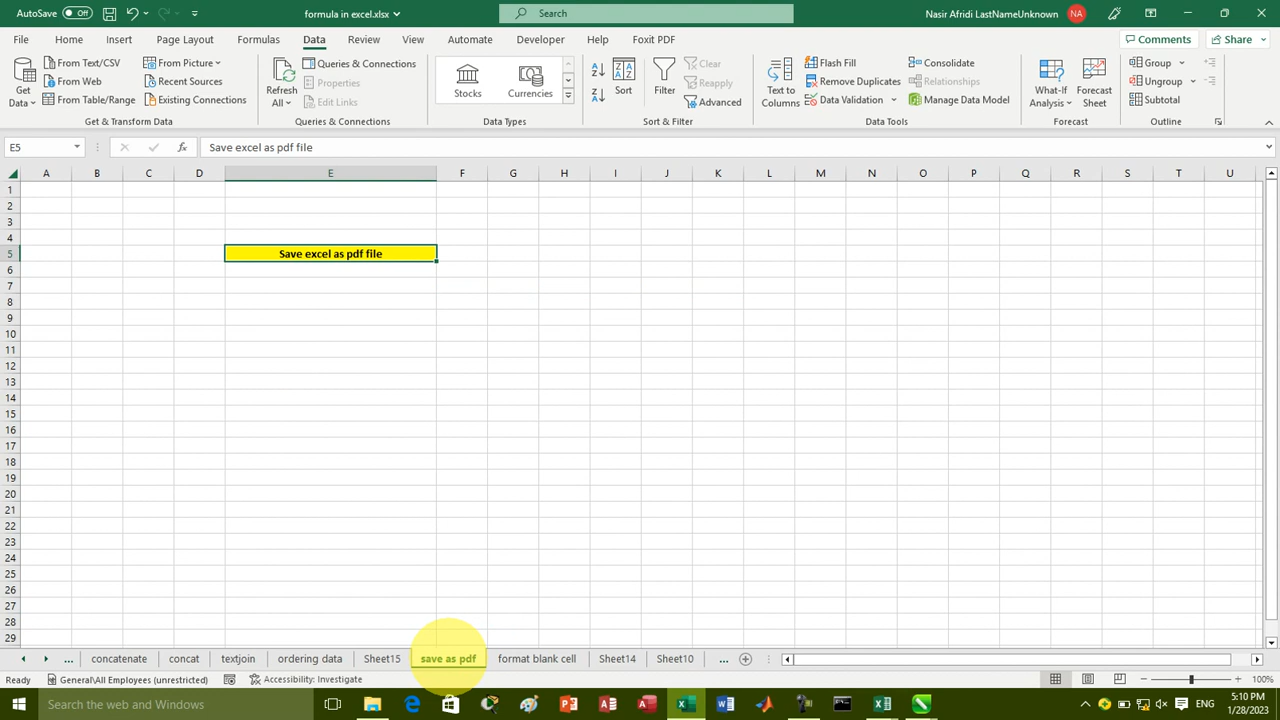 AutoSave Off formula in excel.xlsx Search Nasir Afridi LastNameUnknown NA
File Home Insert Page Layout Formulas Data Review View Automate Developer Help Foxit PDF Comments Share
Get Data From Text/CSV From Picture Refresh All Queries & Connections Stocks Currencies Sort Filter Clear Text to Columns Flash Fill Consolidate What-If Analysis Forecast Sheet Group
From Web Recent Sources Properties Reapply Remove Duplicates Relationships Ungroup
From Table/Range Existing Connections Edit Links Advanced Data Validation Manage Data Model Subtotal
Get & Transform Data Queries & Connections Data Types Sort & Filter Data Tools Forecast Outline
E5 fx Save excel as pdf file
A B C D E F G H I J K L M N O P Q R S T U
1
2
3
4
5 Save excel as pdf file
6
7
8
9
10
11
12
13
14
15
16
17
18
19
20
21
22
23
24
25
26
27
28
29
... concatenate concat textjoin ordering data Sheet15 save as pdf format blank cell Sheet14 Sheet10 ...
Ready General\All Employees (unrestricted) Accessibility: Investigate 100%
Search the web and Windows ENG 5:10 PM
1/28/2023